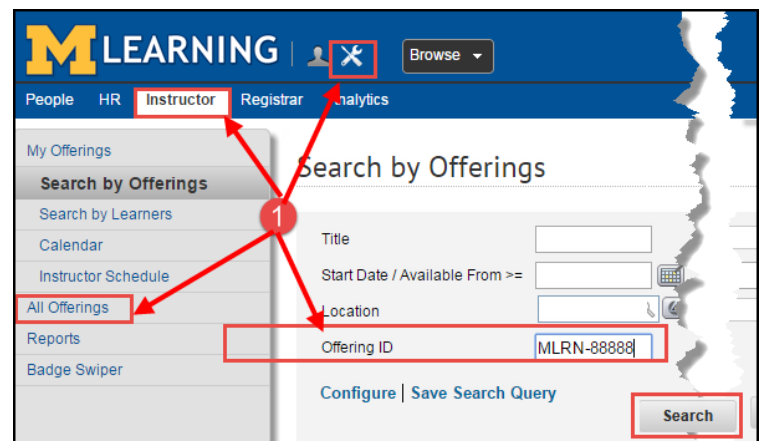 M LEARNING
Browse
People HR Instructor Registrar Analytics
My Offerings
Search by Offerings
Search by Learners
Calendar
Instructor Schedule
All Offerings
Reports
Badge Swiper
Search by Offerings
1
Title
Start Date / Available From >=
Location
Offering ID MLRN-88888
Configure | Save Search Query
Search